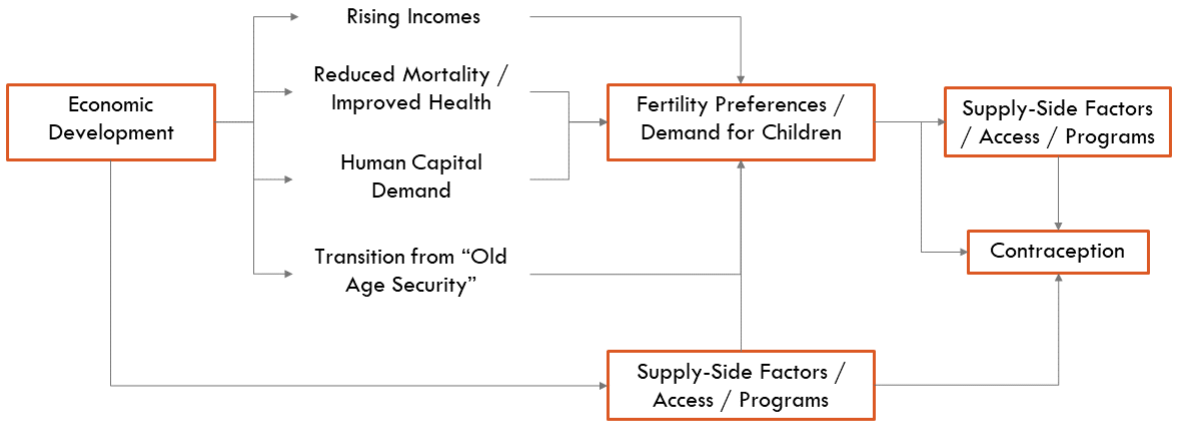 Rising Incomes
Reduced Mortality /
Improved Health
Economic
Development
Fertility Preferences /
Demand for Children
Supply-Side Factors
/ Access / Programs
Human Capital
Demand
Contraception
Transition from “Old
Age Security”
Supply-Side Factors /
Access / Programs